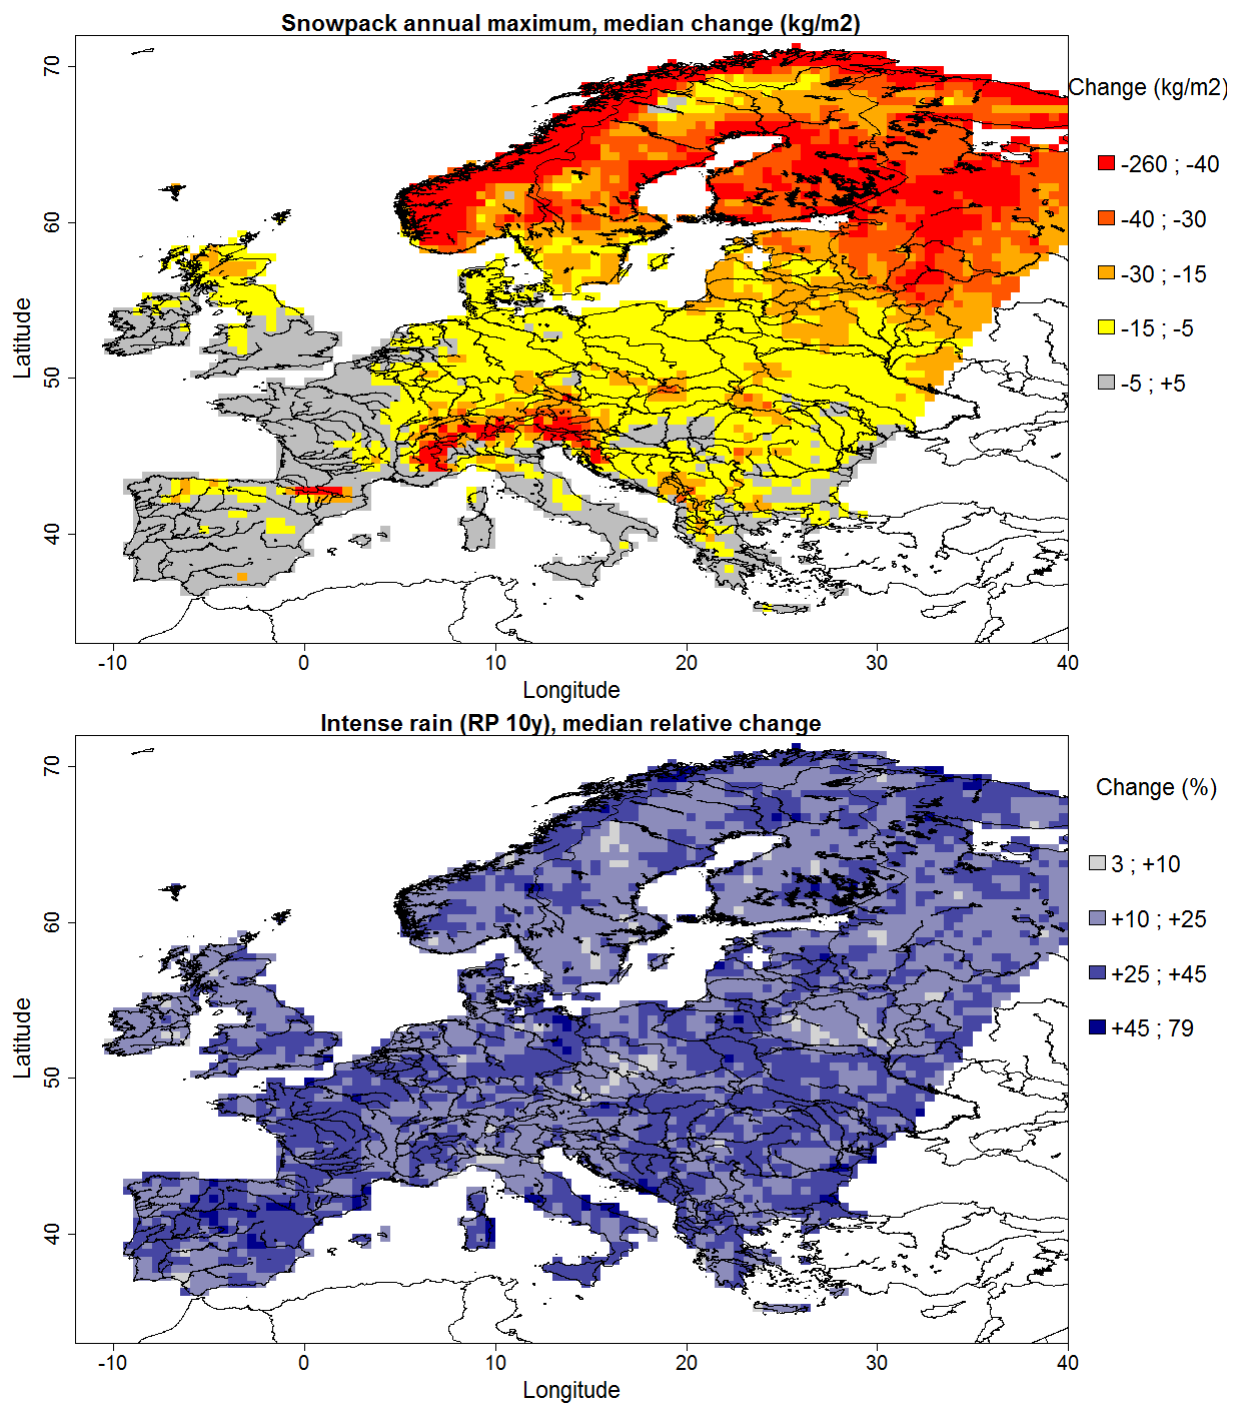 Snowpack annual maximum, median change (kg/m2)
70
60
50
40
Latitude
-10 0 10 20 30 40
Longitude
Change (kg/m2)
-260 ; -40
-40 ; -30
-30 ; -15
-15 ; -5
-5 ; +5
Intense rain (RP 10y), median relative change
70
60
50
40
Latitude
-10 0 10 20 30 40
Longitude
Change (%)
3 ; +10
+10 ; +25
+25 ; +45
+45 ; 79